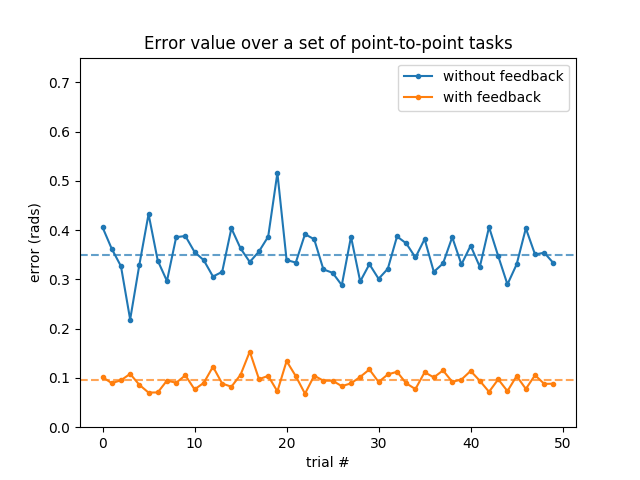 Error value over a set of point-to-point tasks
without feedback
with feedback
0.7
0.6
0.5
0.4
0.3
0.2
0.1
0.0
error (rads)
0 10 20 30 40 50
trial #